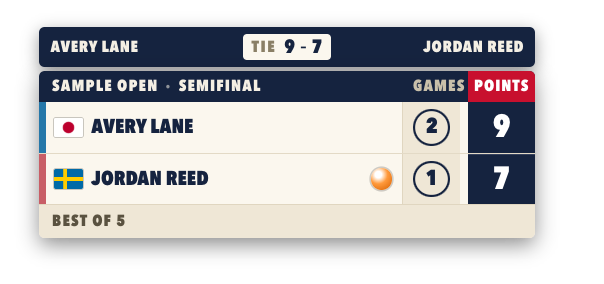 AVERY LANE TIE 9 - 7 JORDAN REED
SAMPLE OPEN • SEMIFINAL GAMES POINTS
AVERY LANE 2 9
JORDAN REED 1 7
BEST OF 5